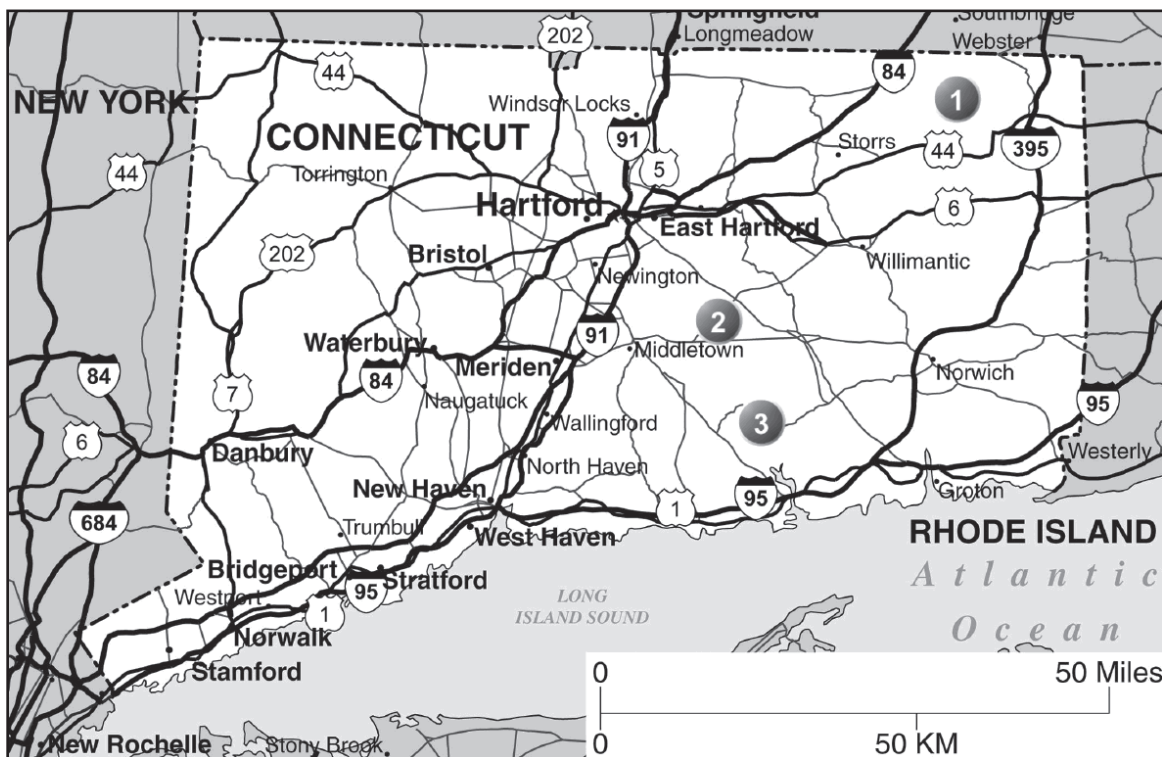 Springfield
Southbridge
202
Longmeadow
Webster
44
84
NEW YORK
1
Windsor Locks
CONNECTICUT
91
Storrs
395
5
44
44
Torrington
Hartford
6
East Hartford
202
Bristol
Willimantic
Newington
2
91
Waterbury
Middletown
84
Meriden
Norwich
84
7
Naugatuck
95
3
Wallingford
6
Danbury
Westerly
North Haven
New Haven
95
Groton
1
684
Trumbull
West Haven
RHODE ISLAND
Bridgeport
Stratford
Atlantic
95
Westport
LONG
ISLAND SOUND
1
Ocean
Norwalk
Stamford
0
50 Miles
New Rochelle
Stony Brook
0
50 KM